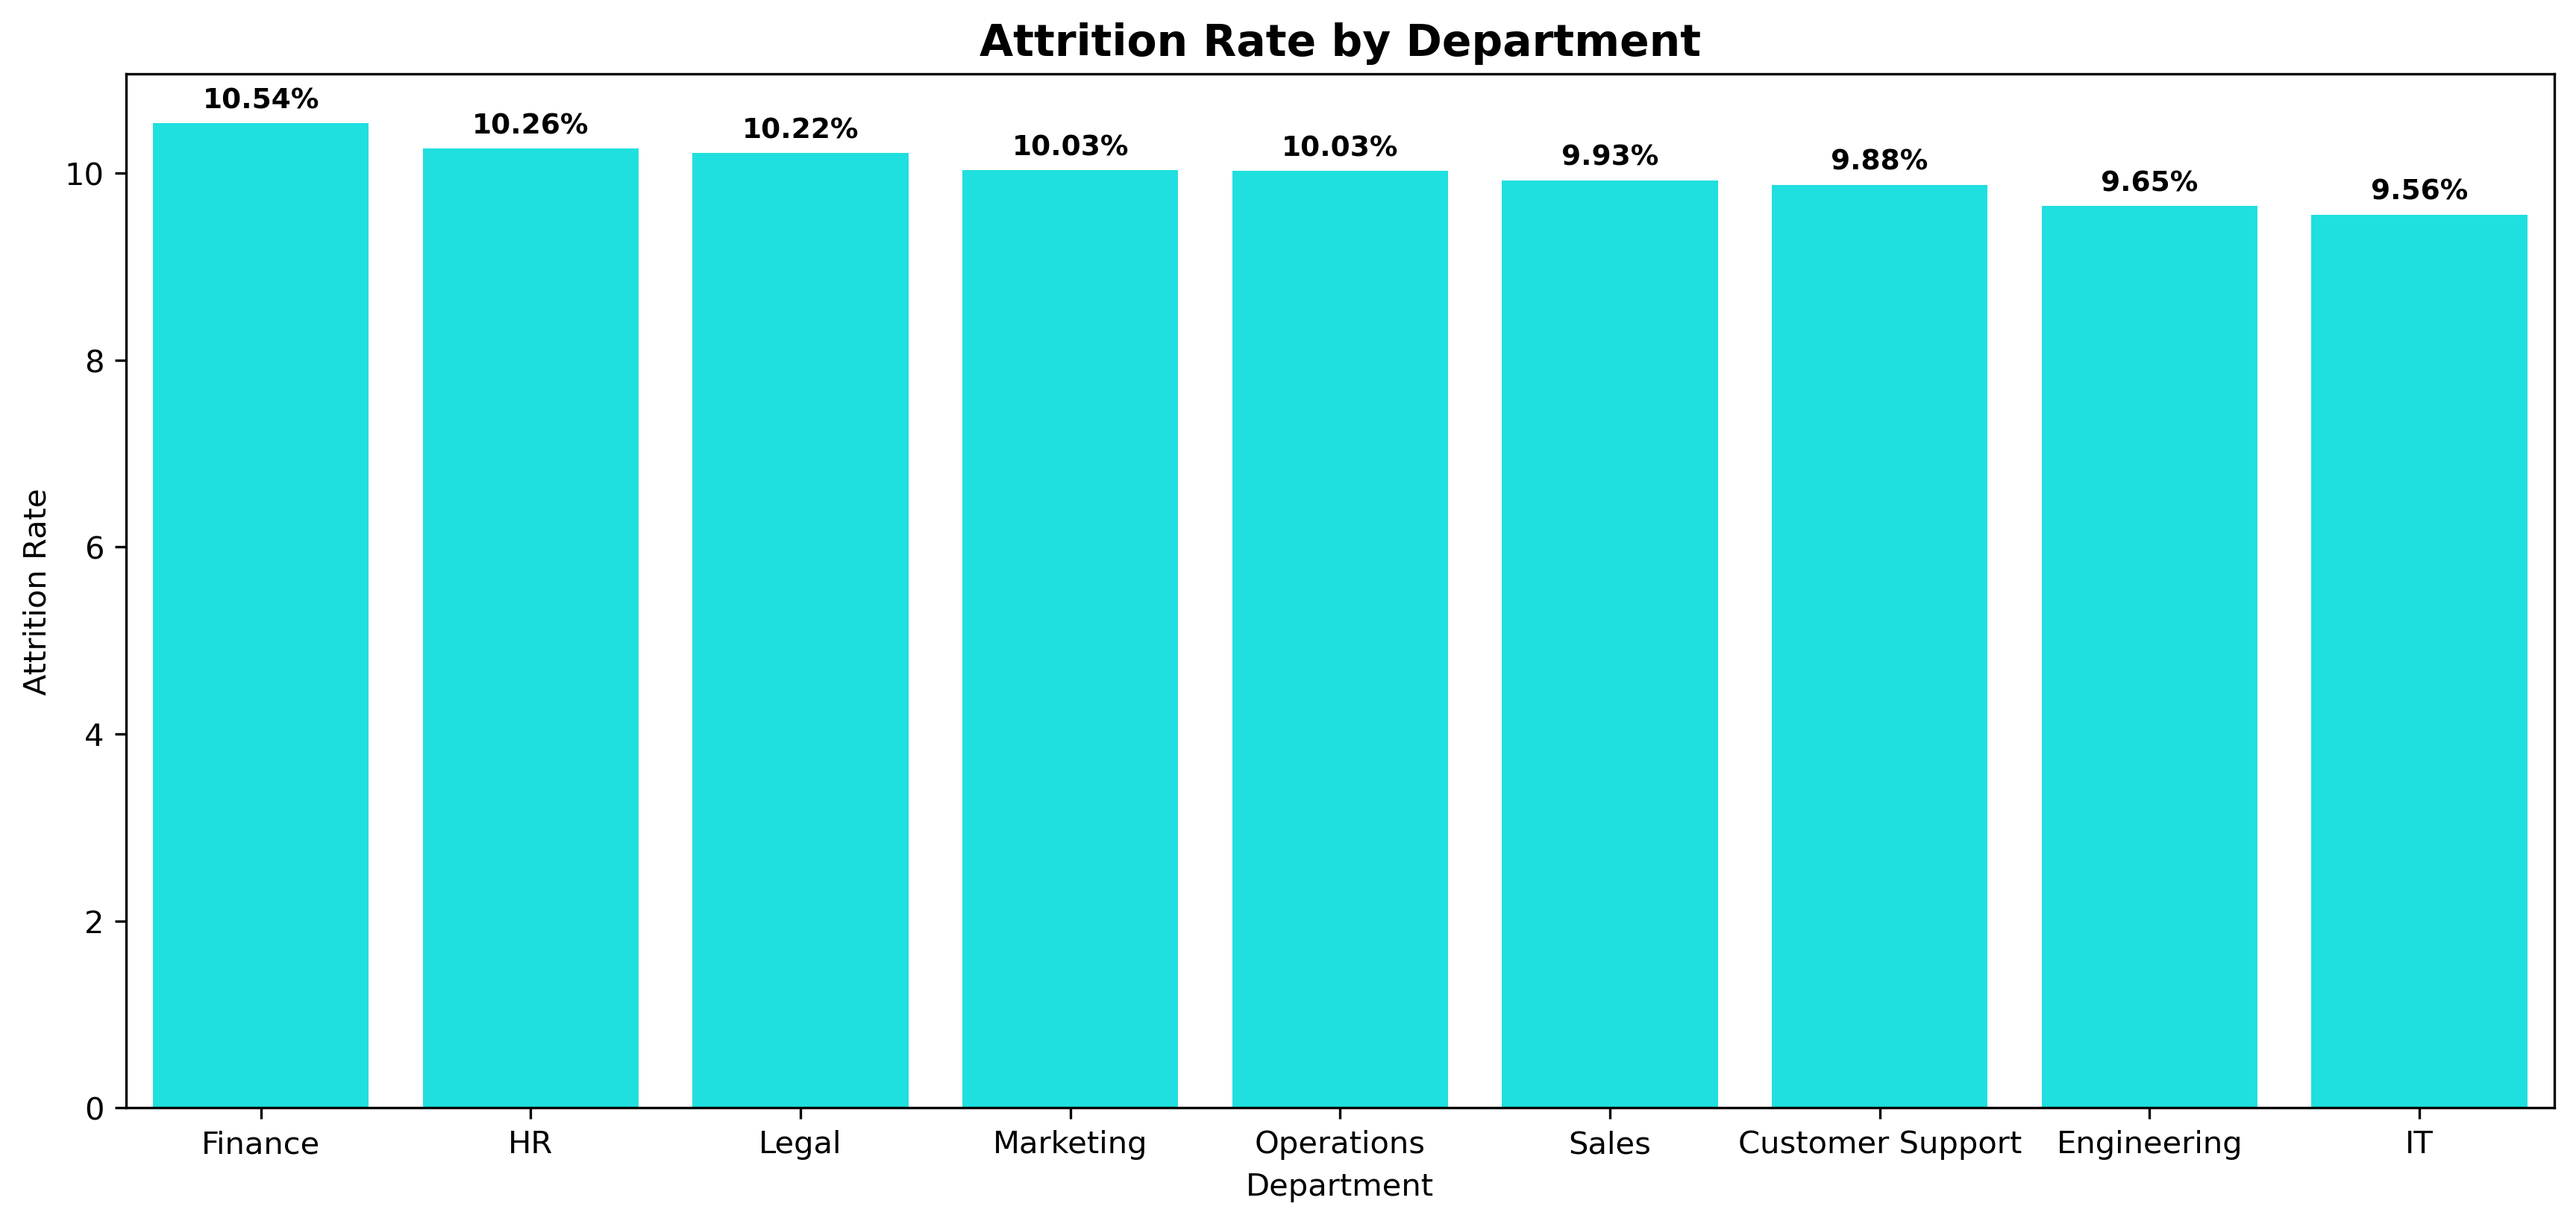 Attrition Rate by Department
10.54%
10.26%
10.22%
10.03%
10.03%
9.93%
9.88%
9.65%
9.56%
10
8
6
4
2
0
Attrition Rate
Finance
HR
Legal
Marketing
Operations
Sales
Customer Support
Engineering
IT
Department